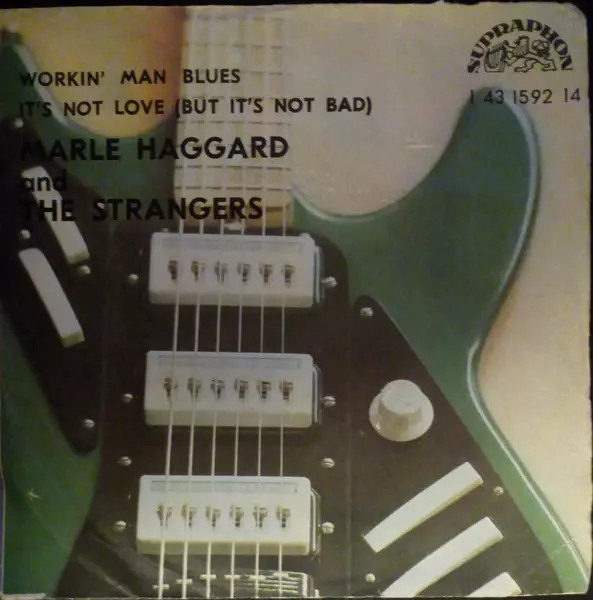 SUPRAPHON
WORKIN' MAN BLUES
IT'S NOT LOVE (BUT IT'S NOT BAD)
1 43 1592 14
MARLE HAGGARD
and
THE STRANGERS